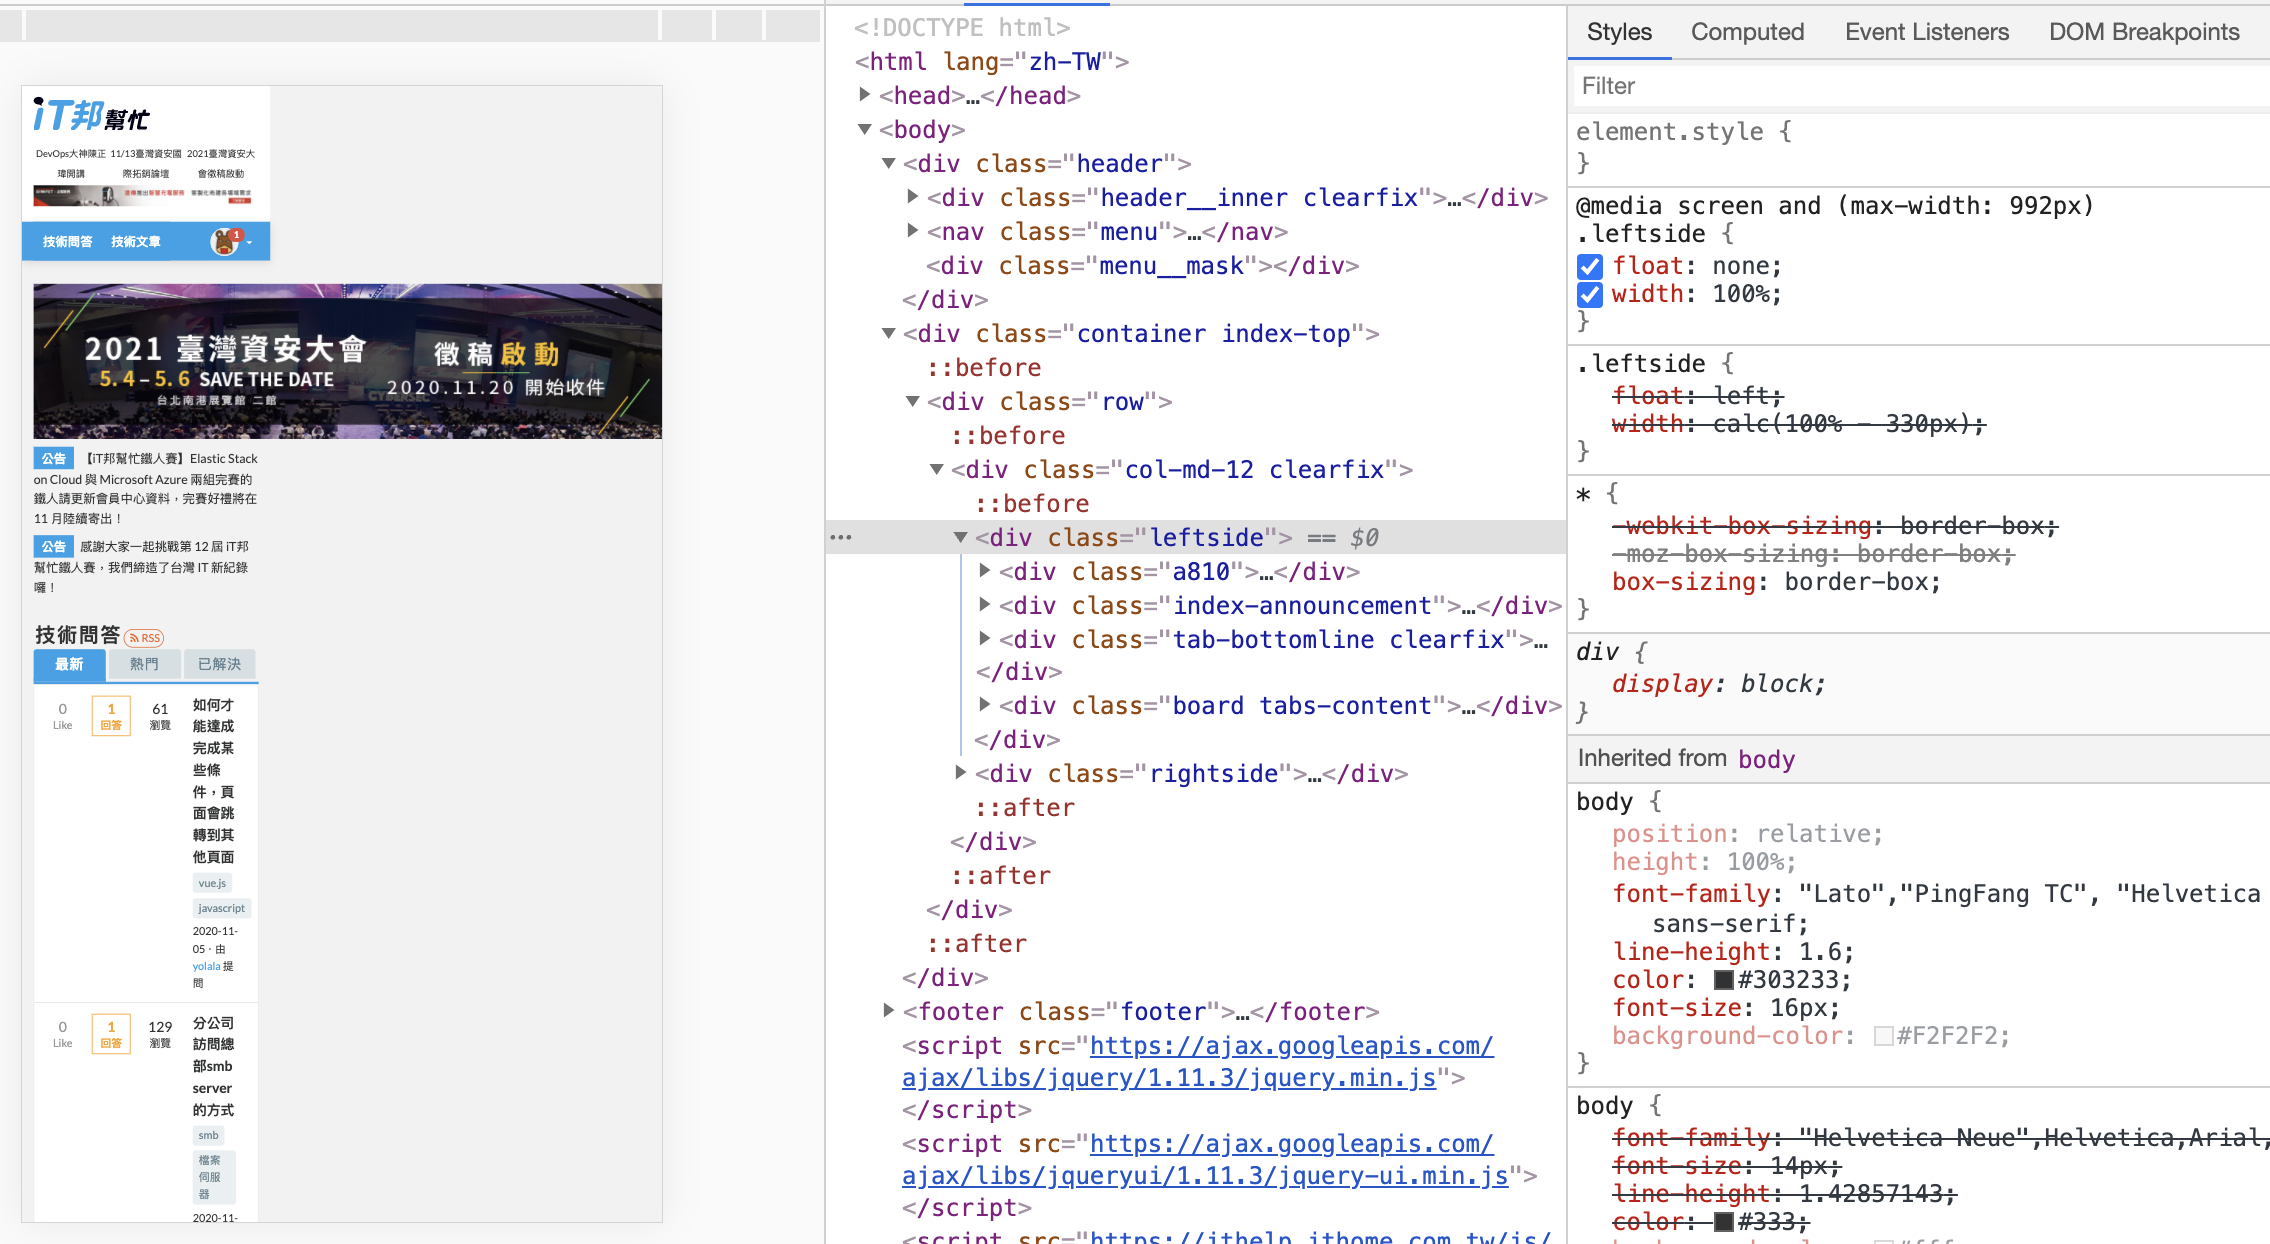 iT邦幫忙
DevOps大神陳正瑋開講
11/13臺灣資安國際拓銷論壇
2021臺灣資安大會徵稿啟動
技術問答
技術文章
1
2021 臺灣資安大會
5.4–5.6 SAVE THE DATE
台北南港展覽館 二館
徵稿啟動
2020.11.20 開始收件
公告 【iT邦幫忙鐵人賽】Elastic Stack
on Cloud 與 Microsoft Azure 兩組完賽的
鐵人請更新會員中心資料，完賽好禮將在
11 月陸續寄出！
公告 感謝大家一起挑戰第 12 屆 iT邦
幫忙鐵人賽，我們締造了台灣 IT 新紀錄
囉！
技術問答 RSS
最新 熱門 已解決
0 Like
1 回答
61 瀏覽
如何才
能達成
完成某
些條
件，頁
面會跳
轉到其
他頁面
vue.js
javascript
2020-11-
05‧由
yolala 提
問
0 Like
1 回答
129 瀏覽
分公司
訪問總
部smb
server
的方式
smb
檔案
伺服
器
2020-11-
<!DOCTYPE html>
<html lang="zh-TW">
<head>…</head>
<body>
<div class="header">
<div class="header__inner clearfix">…</div>
<nav class="menu">…</nav>
<div class="menu__mask"></div>
</div>
<div class="container index-top">
::before
<div class="row">
::before
<div class="col-md-12 clearfix">
::before
<div class="leftside"> == $0
<div class="a810">…</div>
<div class="index-announcement">…</div>
<div class="tab-bottomline clearfix">…
</div>
<div class="board tabs-content">…</div>
</div>
<div class="rightside">…</div>
::after
</div>
::after
</div>
::after
</div>
<footer class="footer">…</footer>
<script src="https://ajax.googleapis.com/
ajax/libs/jquery/1.11.3/jquery.min.js">
</script>
<script src="https://ajax.googleapis.com/
ajax/libs/jqueryui/1.11.3/jquery-ui.min.js">
</script>
<script src="https://ithelp.ithome.com.tw/js/
Styles Computed Event Listeners DOM Breakpoints
Filter
element.style {
}
@media screen and (max-width: 992px)
.leftside {
float: none;
width: 100%;
}
.leftside {
float: left;
width: calc(100% - 330px);
}
* {
-webkit-box-sizing: border-box;
-moz-box-sizing: border-box;
box-sizing: border-box;
}
div {
display: block;
}
Inherited from body
body {
position: relative;
height: 100%;
font-family: "Lato","PingFang TC", "Helvetica
sans-serif;
line-height: 1.6;
color: #303233;
font-size: 16px;
background-color: #F2F2F2;
}
body {
font-family: "Helvetica Neue",Helvetica,Arial,
font-size: 14px;
line-height: 1.42857143;
color: #333;